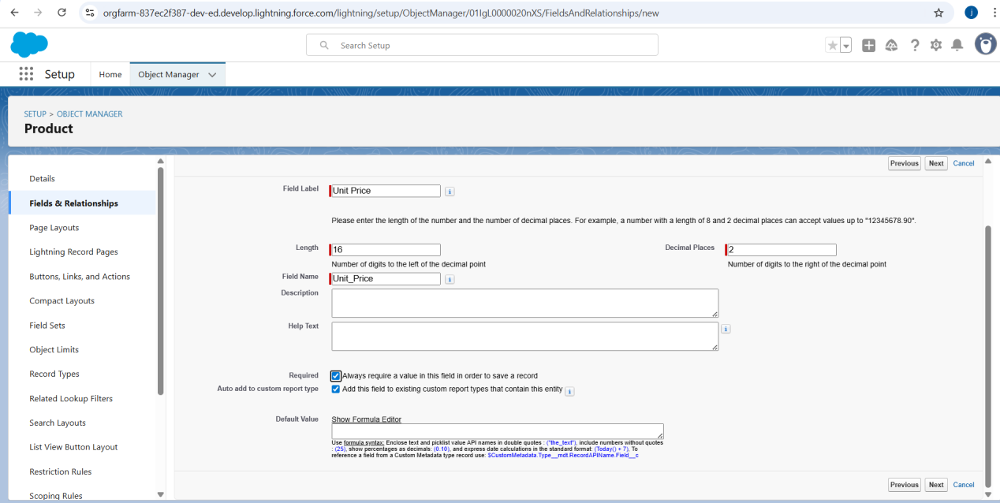 orgfarm-837ec2f387-dev-ed.develop.lightning.force.com/lightning/setup/ObjectManager/01IgL0000020nXS/FieldsAndRelationships/new
j
Search Setup
Setup
Home
Object Manager
SETUP > OBJECT MANAGER
Product
Details
Fields & Relationships
Page Layouts
Lightning Record Pages
Buttons, Links, and Actions
Compact Layouts
Field Sets
Object Limits
Record Types
Related Lookup Filters
Search Layouts
List View Button Layout
Restriction Rules
Scoping Rules
Previous Next Cancel
Field Label Unit Price i
Please enter the length of the number and the number of decimal places. For example, a number with a length of 8 and 2 decimal places can accept values up to "12345678.90".
Length 16 Decimal Places 2
Number of digits to the left of the decimal point Number of digits to the right of the decimal point
Field Name Unit_Price i
Description
Help Text i
Required Always require a value in this field in order to save a record
Auto add to custom report type Add this field to existing custom report types that contain this entity i
Default Value Show Formula Editor
Use formula syntax: Enclose text and picklist value API names in double quotes : ("the_text"), include numbers without quotes
: (25), show percentages as decimals: (0.10), and express date calculations in the standard format: (Today() + 7), To
reference a field from a Custom Metadata type record use: $CustomMetadata.Type__mdt.RecordAPIName.Field__c
Previous Next Cancel